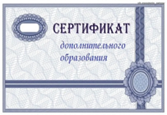 СЕРТИФИКАТ
дополнительного
образования